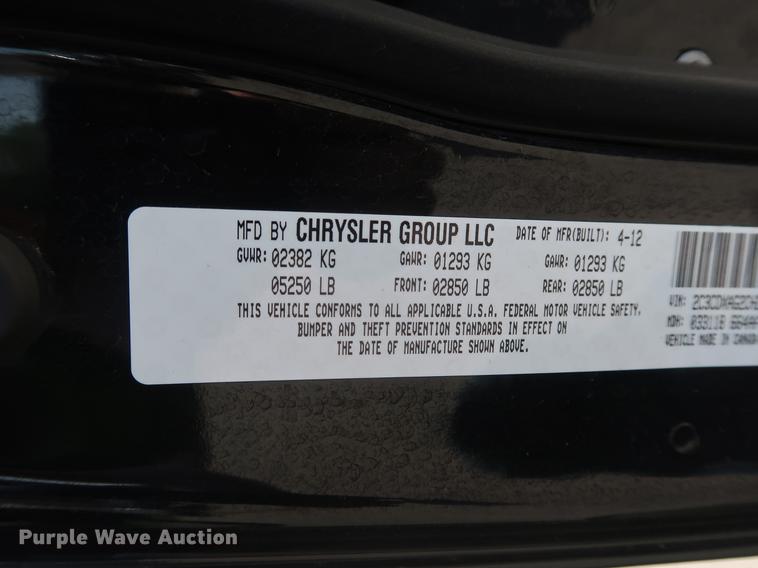 MFD BY CHRYSLER GROUP LLC DATE OF MFR(BUILT): 4-12
GVWR: 02382 KG GAWR: 01293 KG GAWR: 01293 KG
05250 LB FRONT: 02850 LB REAR: 02850 LB
THIS VEHICLE CONFORMS TO ALL APPLICABLE U.S.A. FEDERAL MOTOR VEHICLE SAFETY,
BUMPER AND THEFT PREVENTION STANDARDS IN EFFECT ON
THE DATE OF MANUFACTURE SHOWN ABOVE.
VIN:
MDH: 033118
VEHICLE MADE IN CANADA
Purple Wave Auction